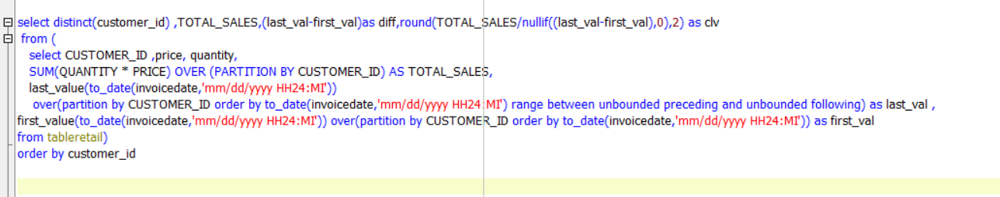 select distinct(customer_id) ,TOTAL_SALES,(last_val-first_val)as diff,round(TOTAL_SALES/nullif((last_val-first_val),0),2) as clv
from (
select CUSTOMER_ID ,price, quantity,
SUM(QUANTITY * PRICE) OVER (PARTITION BY CUSTOMER_ID) AS TOTAL_SALES,
last_value(to_date(invoicedate,'mm/dd/yyyy HH24:MI'))
over(partition by CUSTOMER_ID order by to_date(invoicedate,'mm/dd/yyyy HH24:MI') range between unbounded preceding and unbounded following) as last_val ,
first_value(to_date(invoicedate,'mm/dd/yyyy HH24:MI')) over(partition by CUSTOMER_ID order by to_date(invoicedate,'mm/dd/yyyy HH24:MI')) as first_val
from tableretail)
order by customer_id